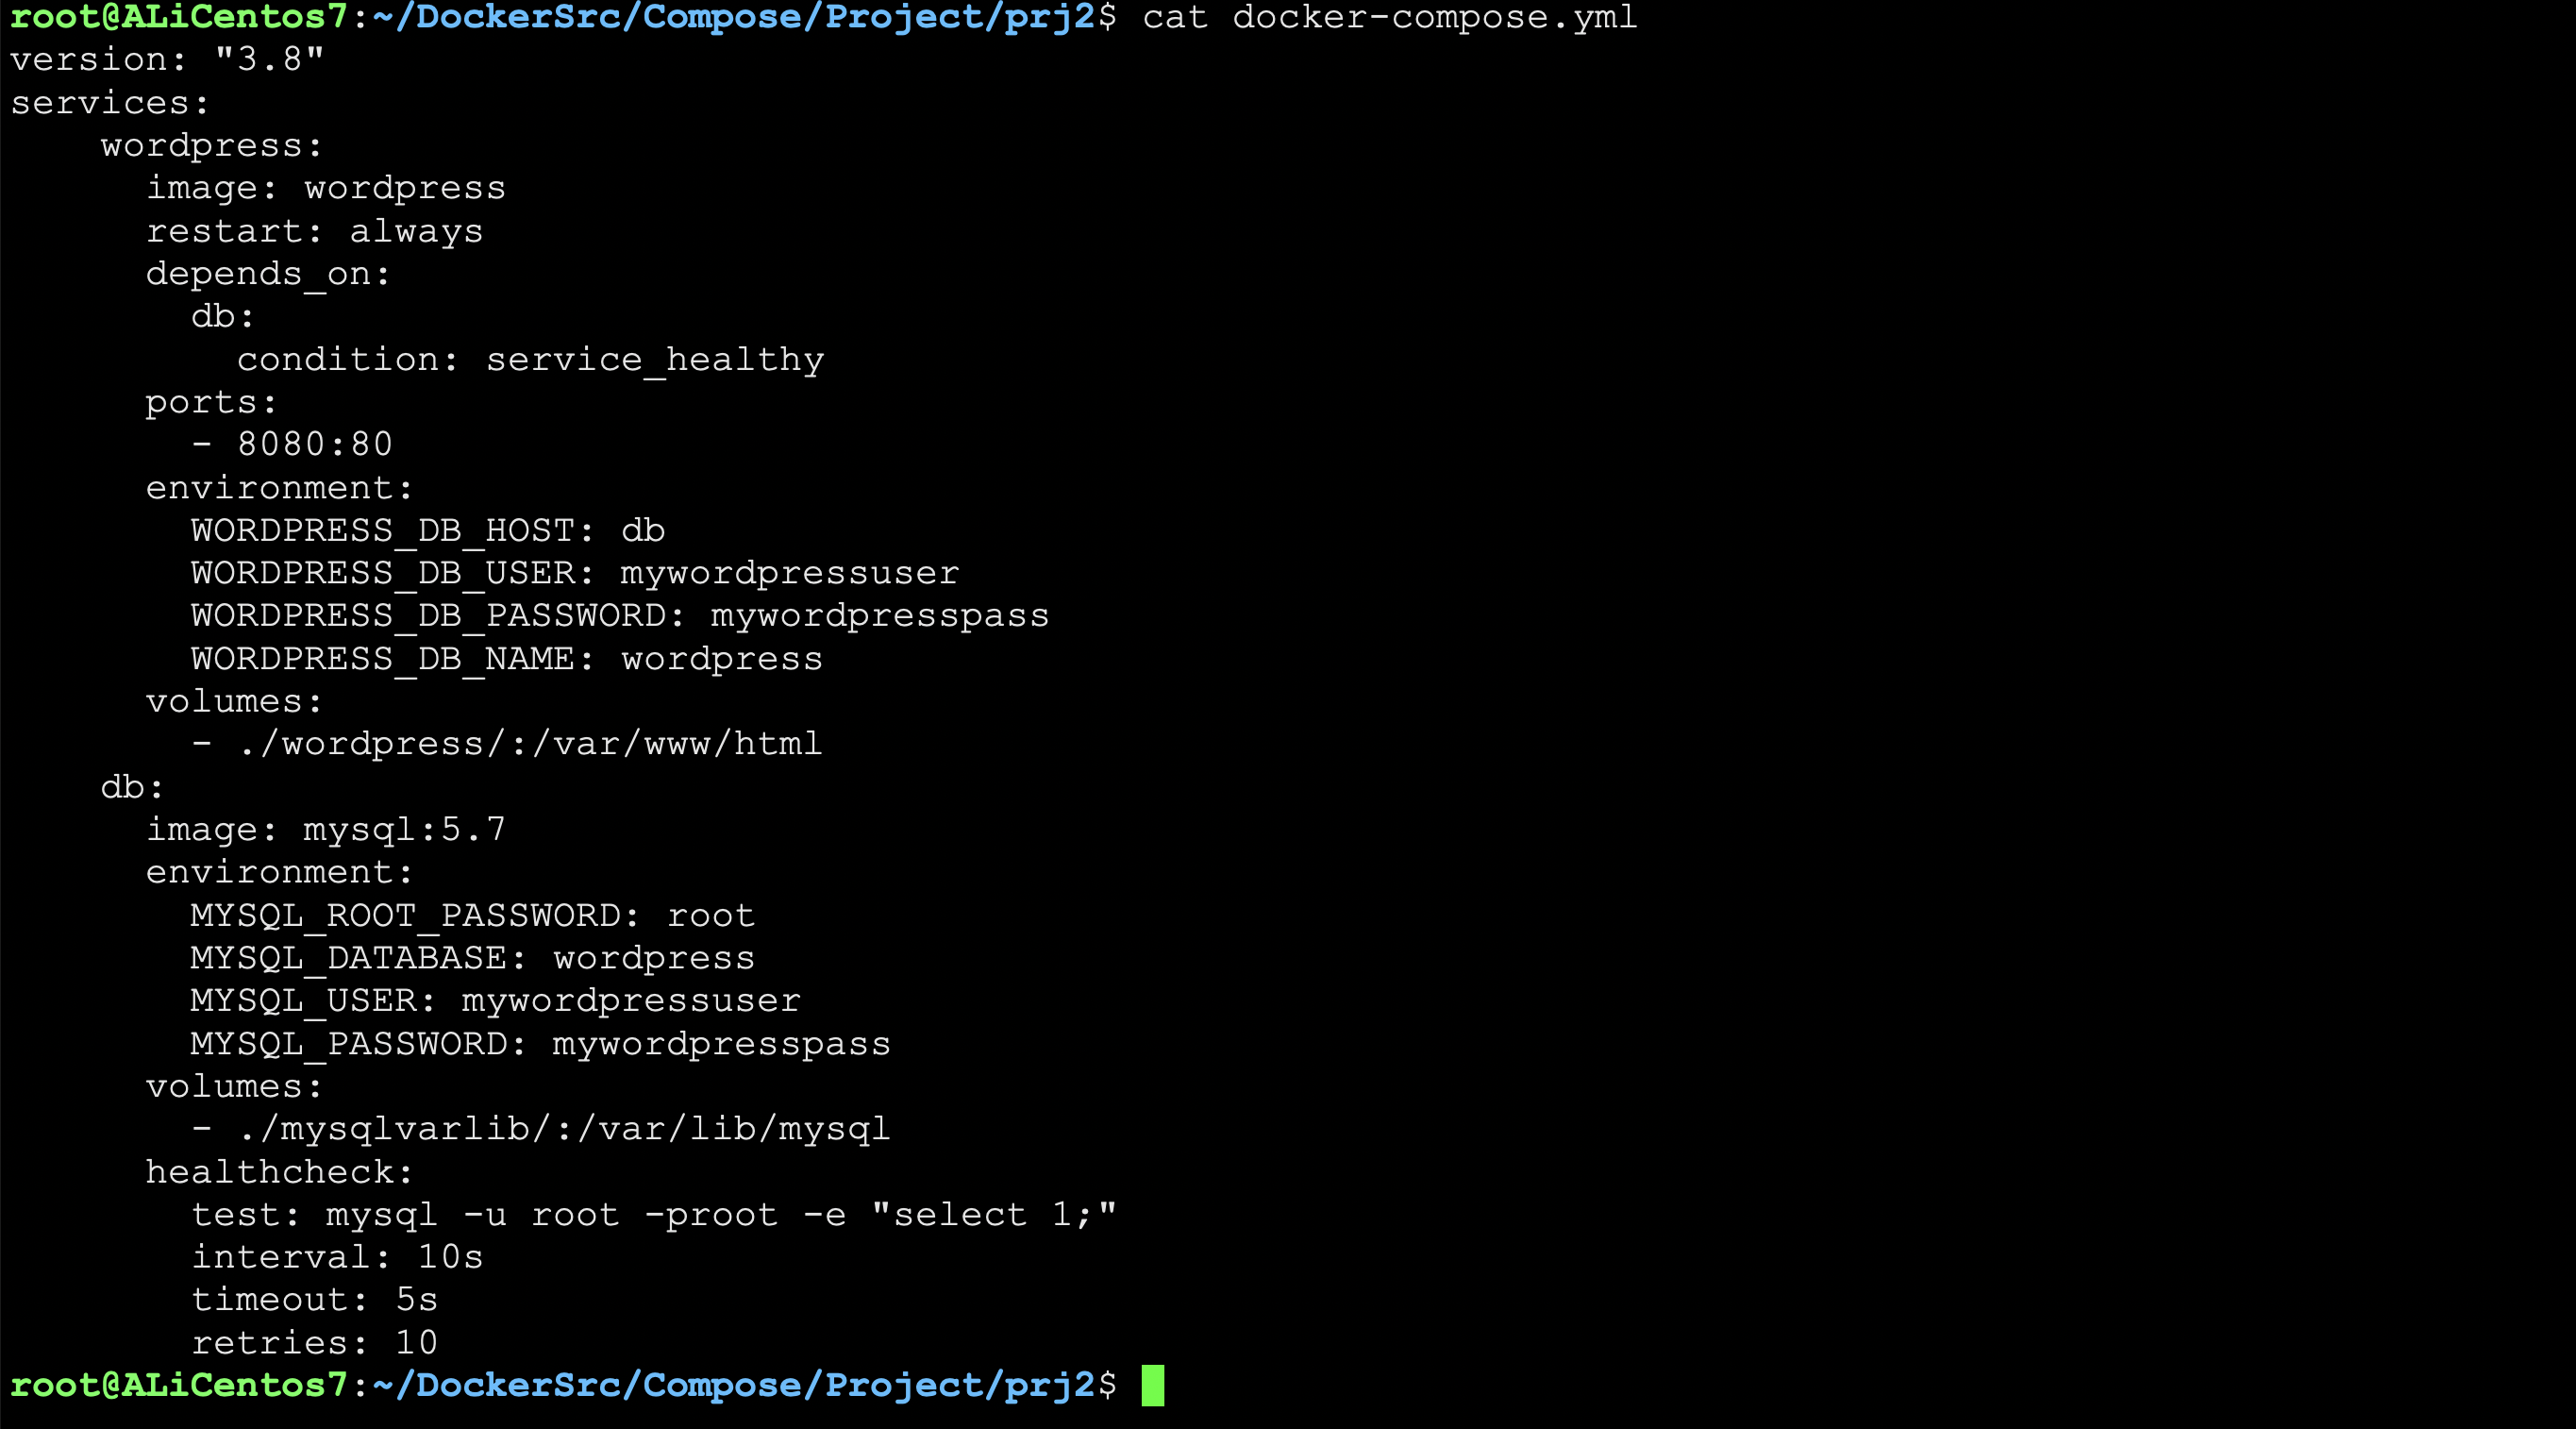 root@ALiCentos7:~/DockerSrc/Compose/Project/prj2$ cat docker-compose.yml
version: "3.8"
services:
    wordpress:
      image: wordpress
      restart: always
      depends_on:
        db:
          condition: service_healthy
      ports:
        - 8080:80
      environment:
        WORDPRESS_DB_HOST: db
        WORDPRESS_DB_USER: mywordpressuser
        WORDPRESS_DB_PASSWORD: mywordpresspass
        WORDPRESS_DB_NAME: wordpress
      volumes:
        - ./wordpress/:/var/www/html
    db:
      image: mysql:5.7
      environment:
        MYSQL_ROOT_PASSWORD: root
        MYSQL_DATABASE: wordpress
        MYSQL_USER: mywordpressuser
        MYSQL_PASSWORD: mywordpresspass
      volumes:
        - ./mysqlvarlib/:/var/lib/mysql
      healthcheck:
        test: mysql -u root -proot -e "select 1;"
        interval: 10s
        timeout: 5s
        retries: 10
root@ALiCentos7:~/DockerSrc/Compose/Project/prj2$